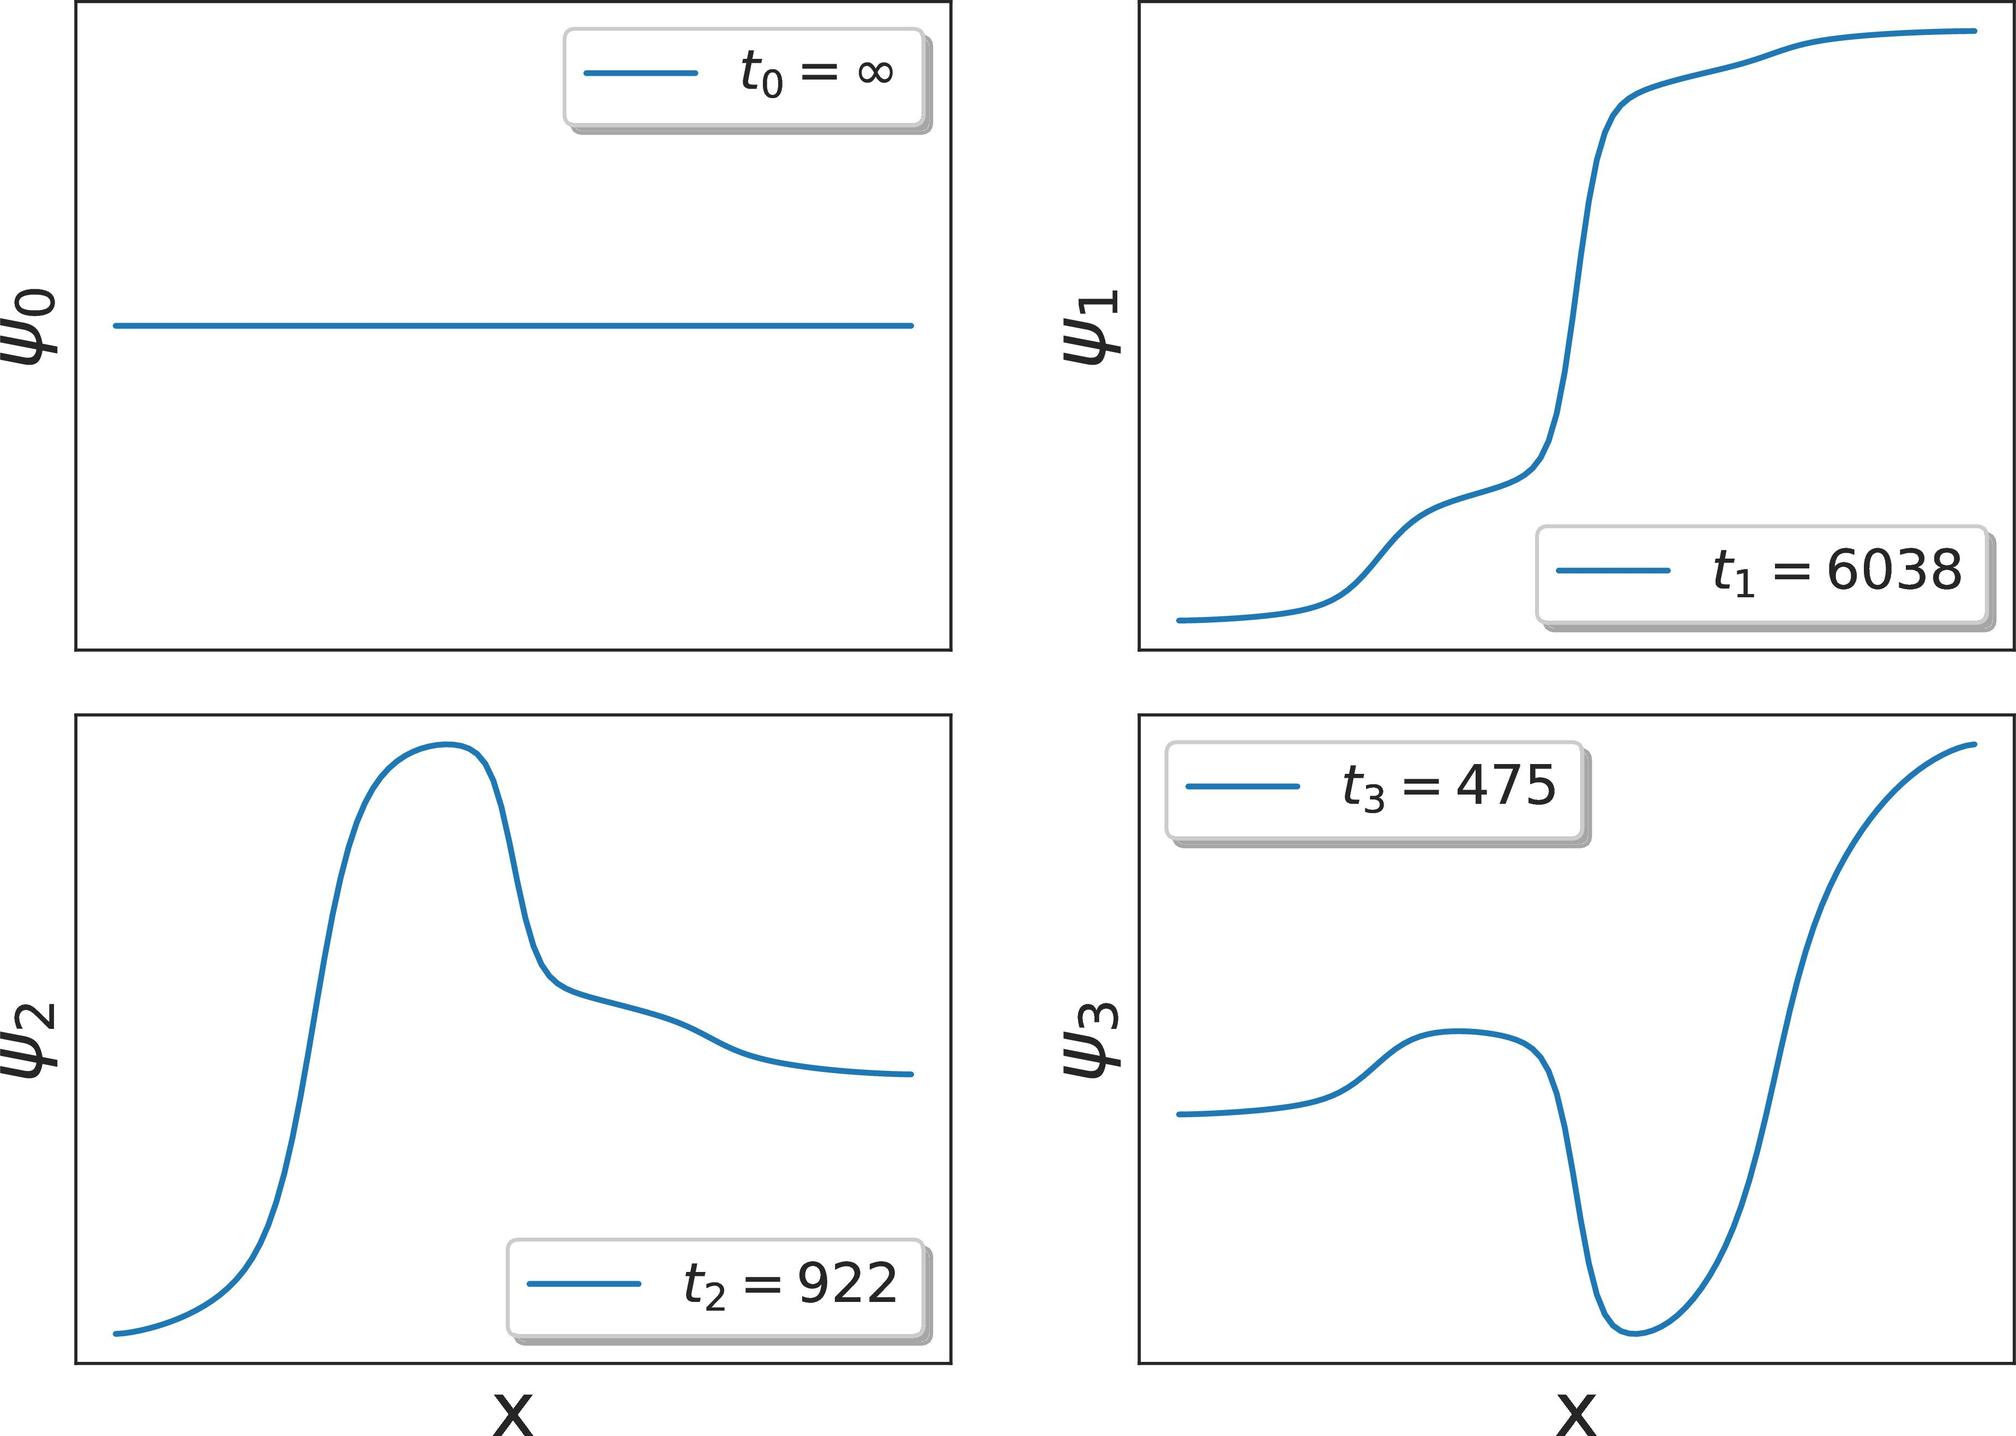 ψ₀
t₀ = ∞
ψ₁
t₁ = 6038
ψ₂
t₂ = 922
x
ψ₃
t₃ = 475
x